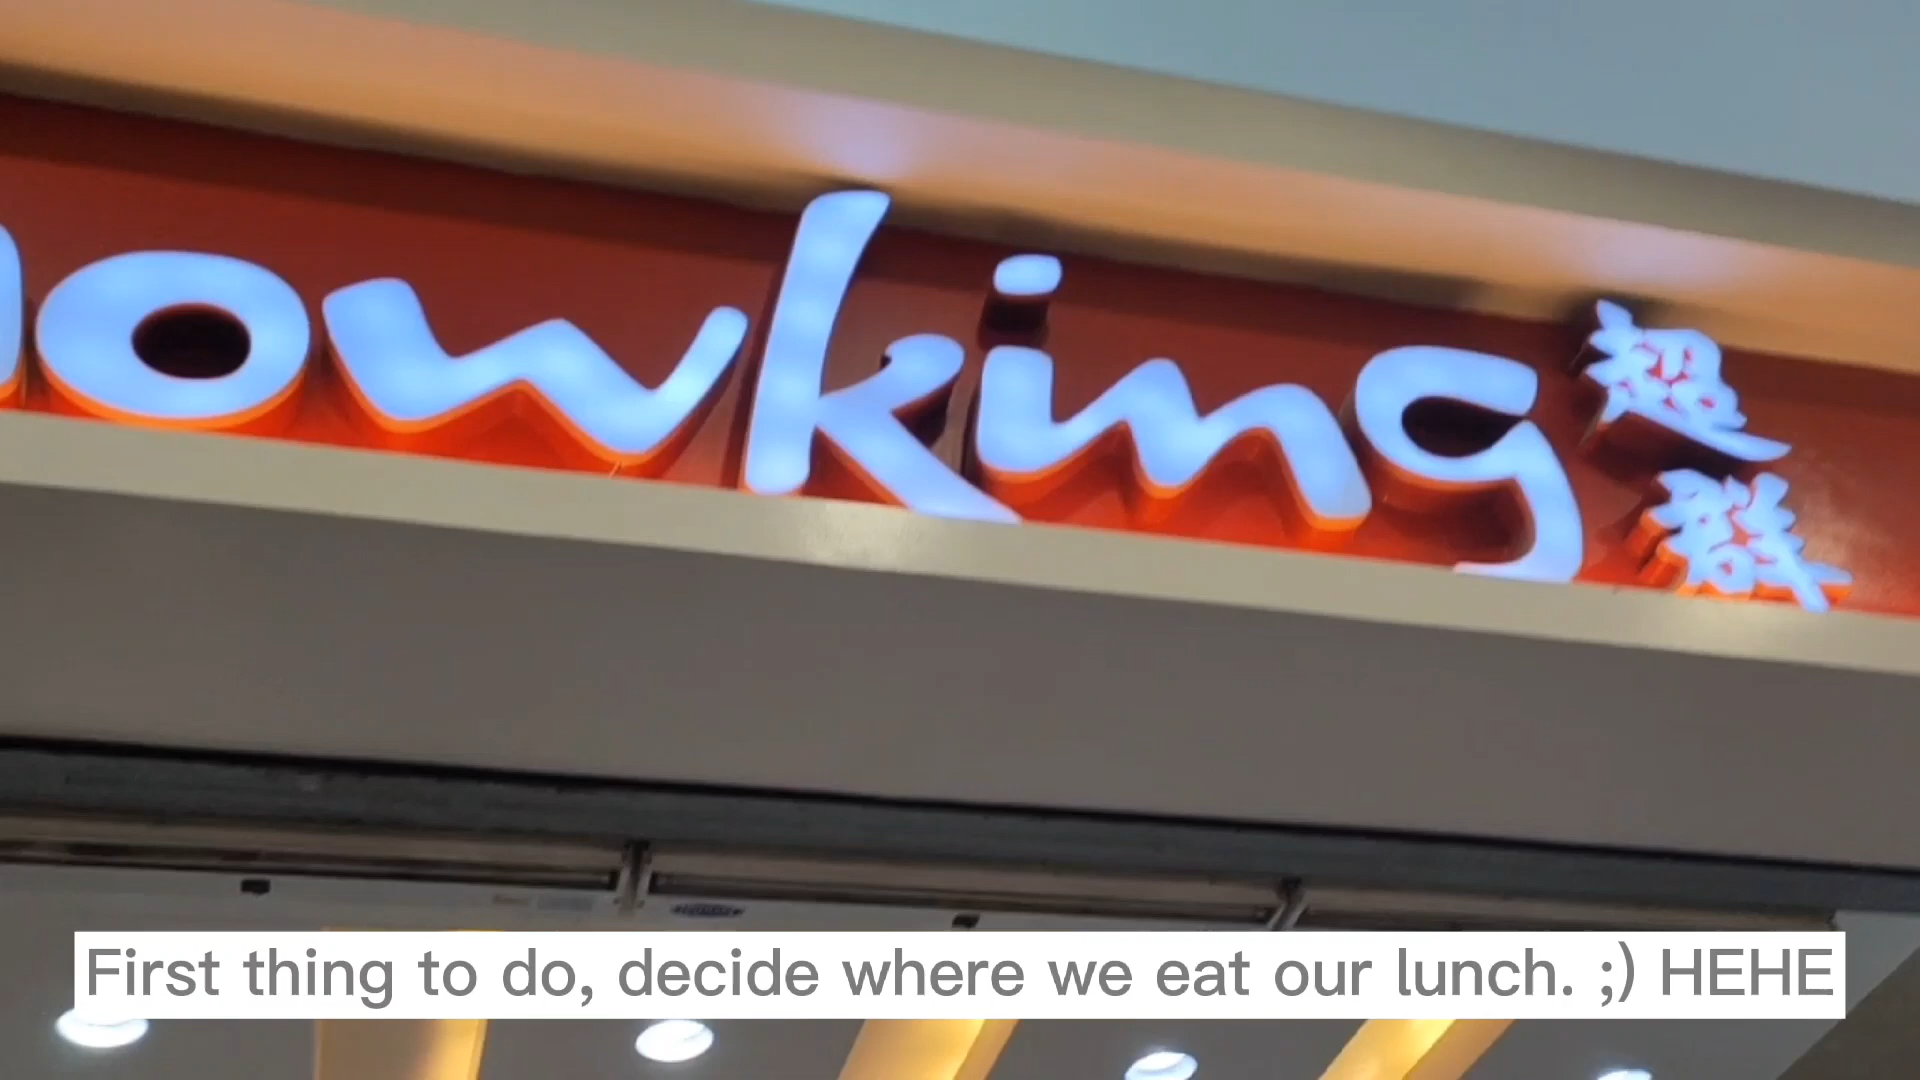 owking
超
群
First thing to do, decide where we eat our lunch. ;) HEHE